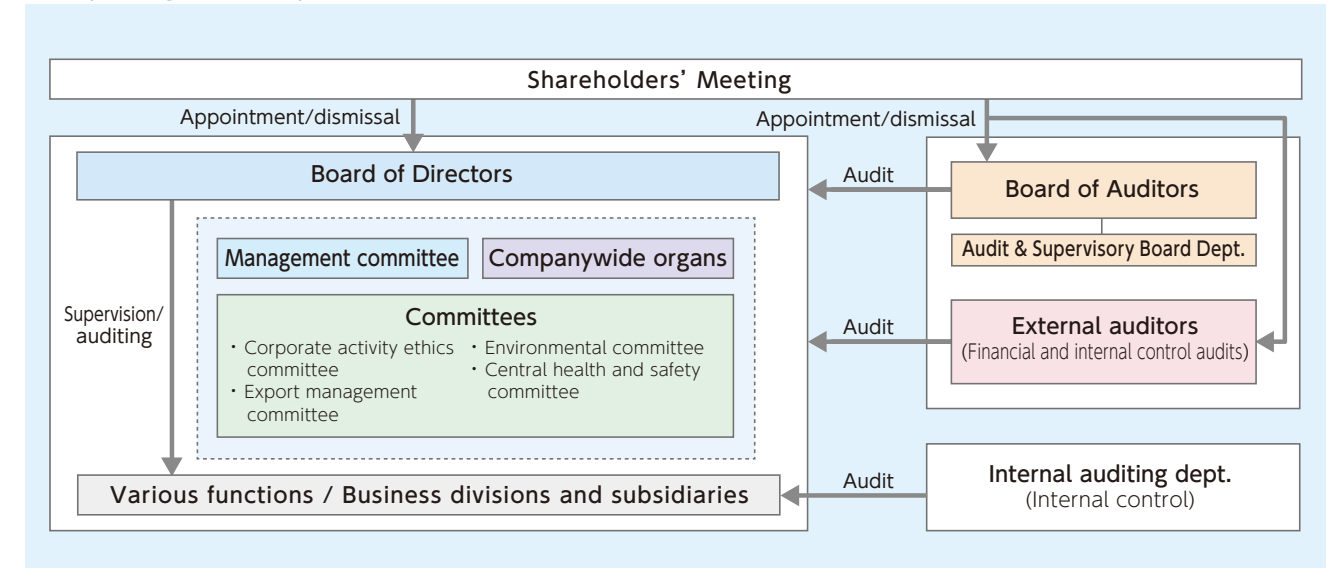 Shareholders' Meeting
Appointment/dismissal
Appointment/dismissal
Board of Directors
Audit
Board of Auditors
Audit & Supervisory Board Dept.
Management committee
Companywide organs
Supervision/
auditing
Committees
・Corporate activity ethics
committee
・Export management
committee
・Environmental committee
・Central health and safety
committee
Audit
External auditors
(Financial and internal control audits)
Various functions / Business divisions and subsidiaries
Audit
Internal auditing dept.
(Internal control)